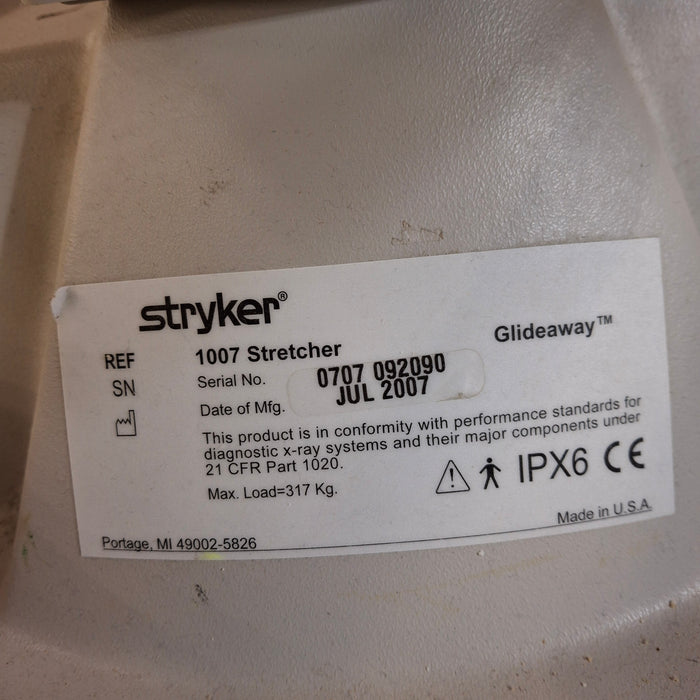 stryker®
Glideaway™
REF 1007 Stretcher
SN Serial No. 0707 092090
Date of Mfg. JUL 2007
This product is in conformity with performance standards for
diagnostic x-ray systems and their major components under
21 CFR Part 1020.
Max. Load=317 Kg.
IPX6 CE
Made in U.S.A.
Portage, MI 49002-5826